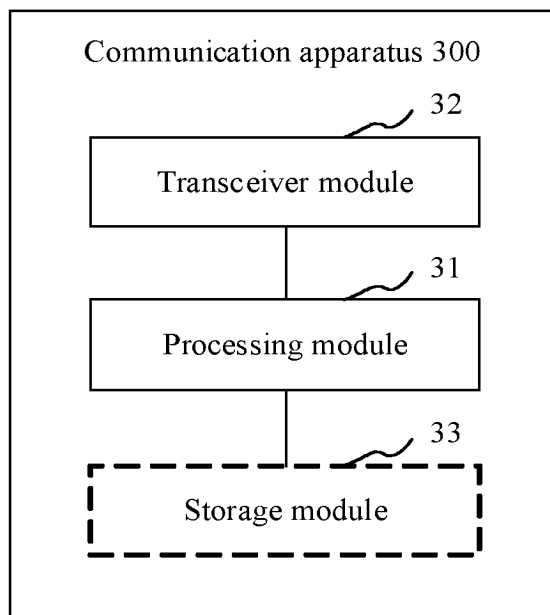 Communication apparatus 300
32
Transceiver module
31
Processing module
33
Storage module